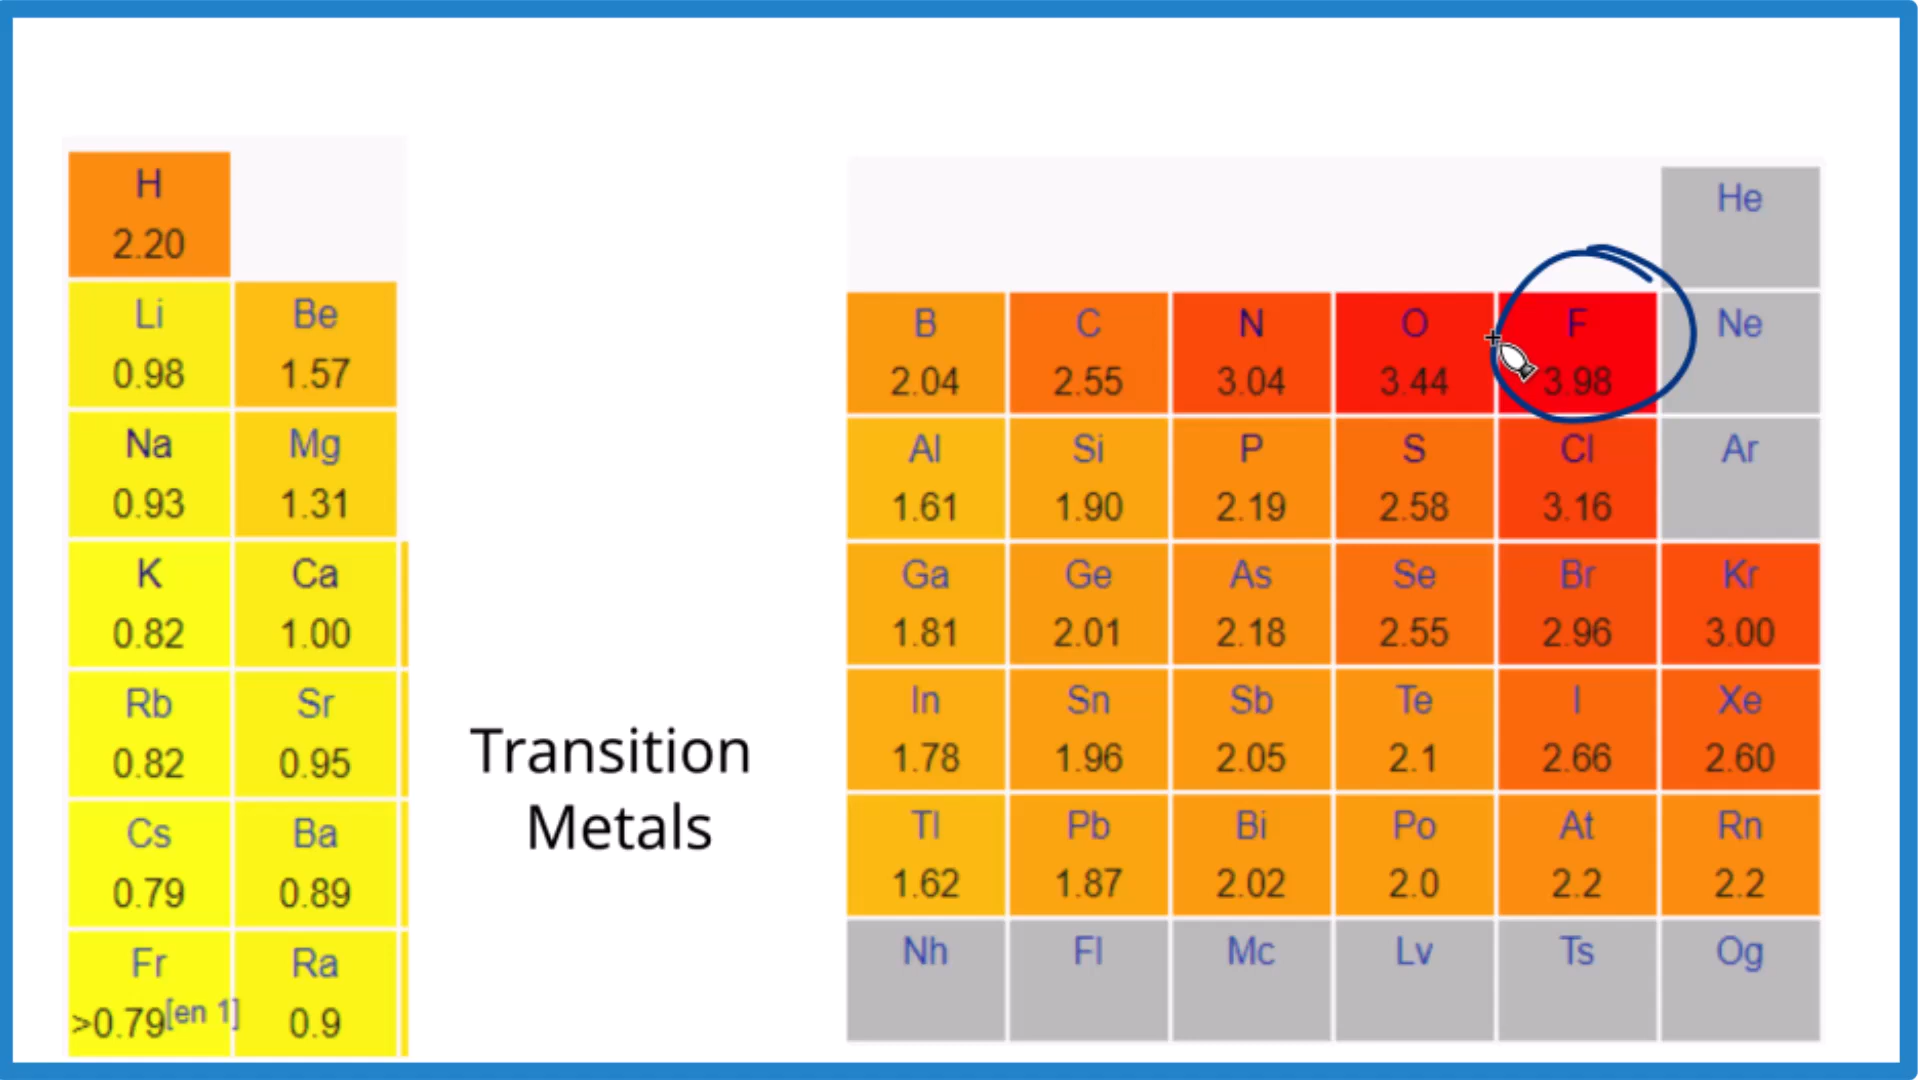 H He
2.20
Li Be B C N O F Ne
0.98 1.57 2.04 2.55 3.04 3.44 3.98
Na Mg Al Si P S Cl Ar
0.93 1.31 1.61 1.90 2.19 2.58 3.16
K Ca Ga Ge As Se Br Kr
0.82 1.00 1.81 2.01 2.18 2.55 2.96 3.00
Rb Sr In Sn Sb Te I Xe
0.82 0.95 1.78 1.96 2.05 2.1 2.66 2.60
Transition
Metals
Cs Ba Tl Pb Bi Po At Rn
0.79 0.89 1.62 1.87 2.02 2.0 2.2 2.2
Fr Ra Nh Fl Mc Lv Ts Og
>0.79[en 1] 0.9